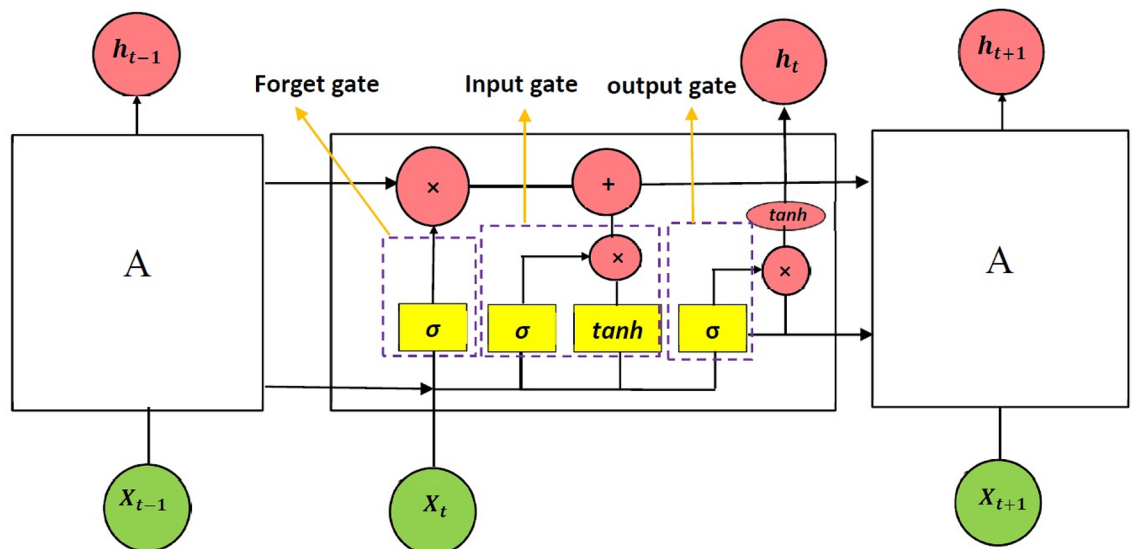 h_{t-1}
h_t
h_{t+1}
Forget gate
Input gate
output gate
×
+
tanh
A
×
×
A
σ
σ
tanh
σ
X_{t-1}
X_t
X_{t+1}